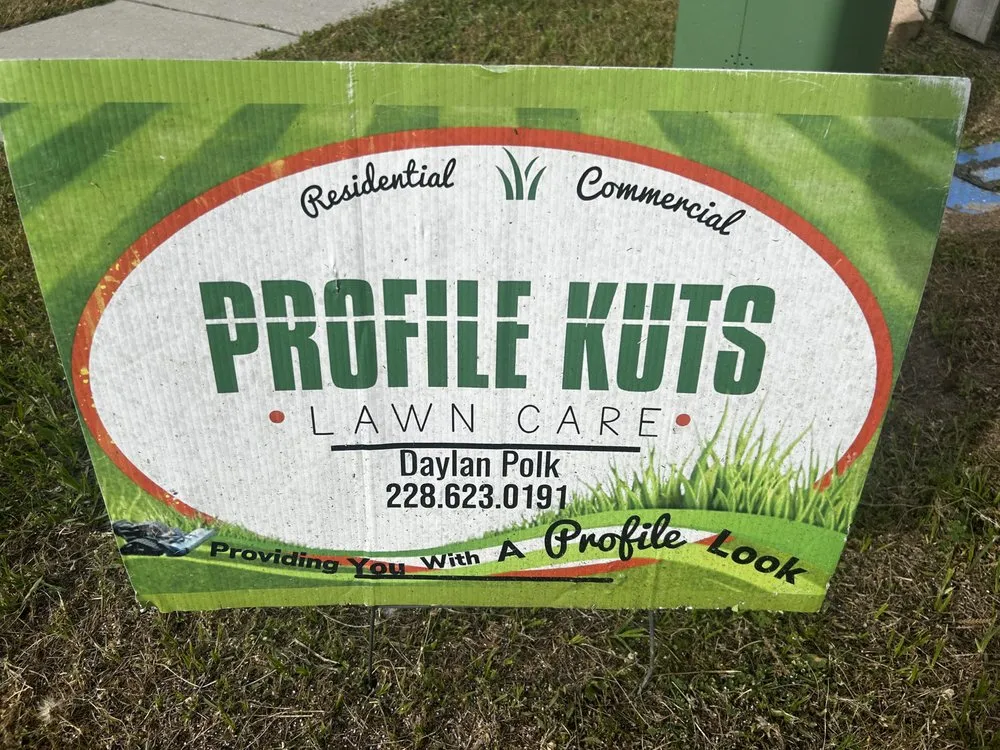 Residential Commercial
PROFILE KUTS
LAWN CARE
Daylan Polk
228.623.0191
Providing You With A Profile Look